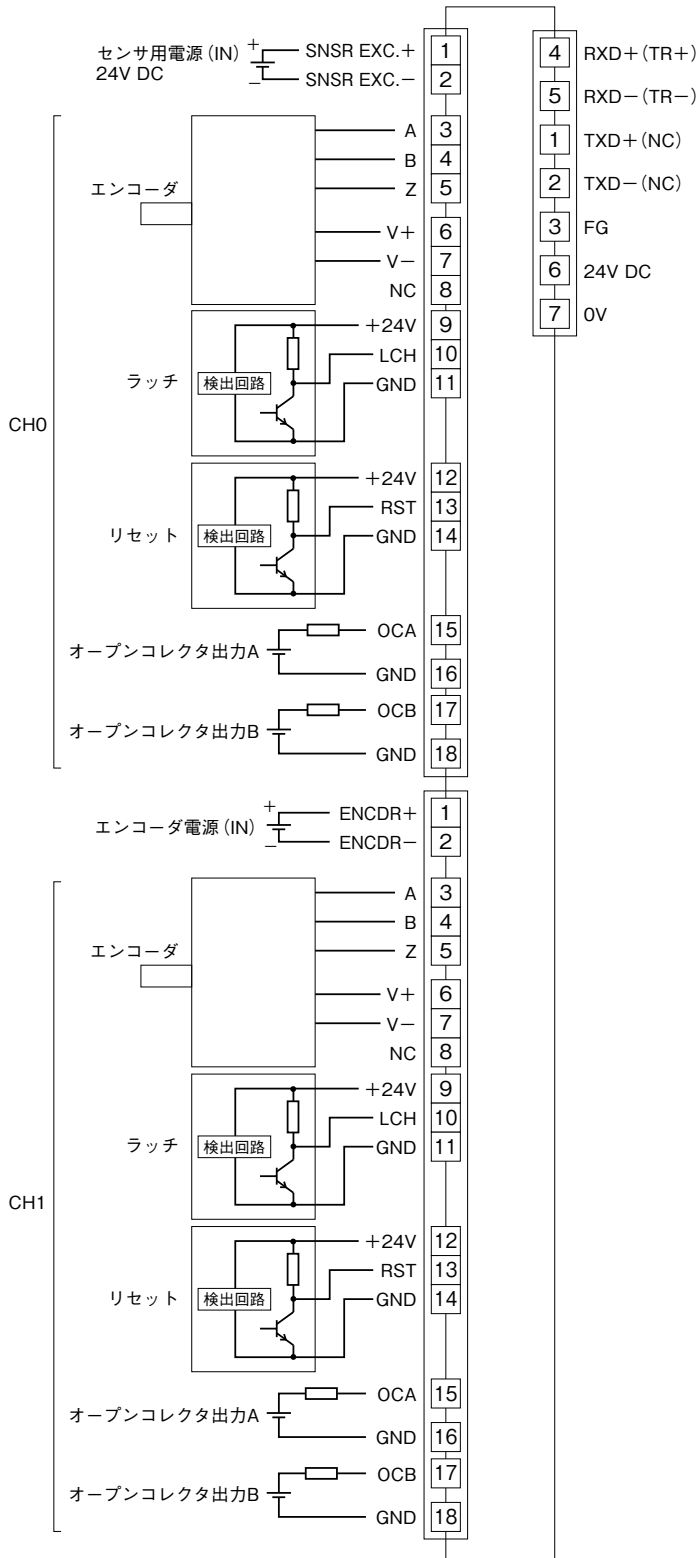 センサ用電源 (IN)
24V DC
+
−
SNSR EXC.+ 1
SNSR EXC.− 2
CH0
エンコーダ
A 3
B 4
Z 5
V+ 6
V− 7
NC 8
ラッチ
検出回路
+24V 9
LCH 10
GND 11
リセット
検出回路
+24V 12
RST 13
GND 14
オープンコレクタ出力A
OCA 15
GND 16
オープンコレクタ出力B
OCB 17
GND 18
エンコーダ電源 (IN)
+
−
ENCDR+ 1
ENCDR− 2
CH1
エンコーダ
A 3
B 4
Z 5
V+ 6
V− 7
NC 8
ラッチ
検出回路
+24V 9
LCH 10
GND 11
リセット
検出回路
+24V 12
RST 13
GND 14
オープンコレクタ出力A
OCA 15
GND 16
オープンコレクタ出力B
OCB 17
GND 18
4 RXD+(TR+)
5 RXD−(TR−)
1 TXD+(NC)
2 TXD−(NC)
3 FG
6 24V DC
7 0V